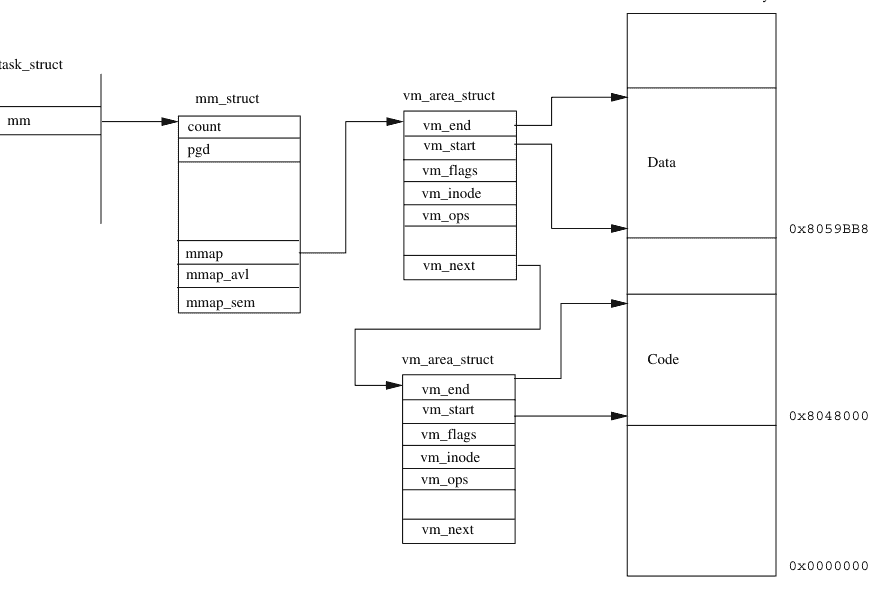 task_struct
mm
mm_struct
count
pgd
mmap
mmap_avl
mmap_sem
vm_area_struct
vm_end
vm_start
vm_flags
vm_inode
vm_ops
vm_next
vm_area_struct
vm_end
vm_start
vm_flags
vm_inode
vm_ops
vm_next
Data
0x8059BB8
Code
0x8048000
0x0000000